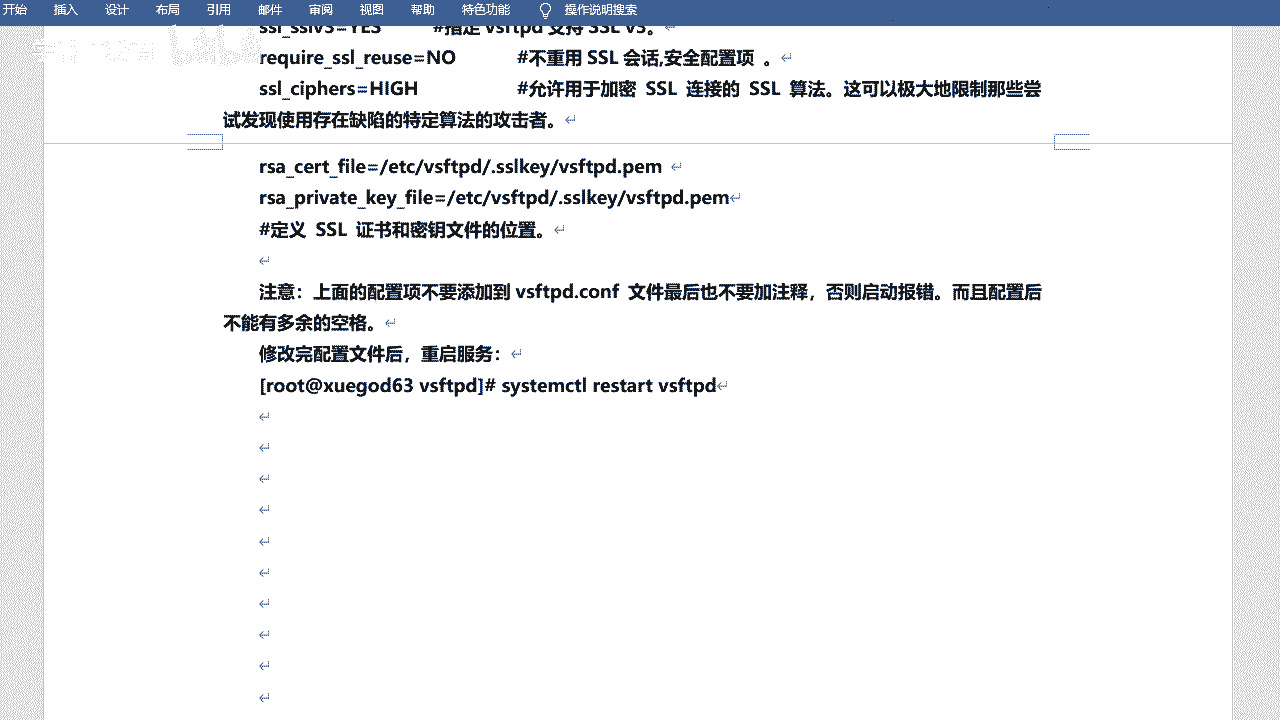 开始 插入 设计 布局 引用 邮件 审阅 视图 帮助 特色功能 操作说明搜索
ssl_sslv3=YES #指定 vsftpd 支持 SSL v3。
require_ssl_reuse=NO #不重用 SSL 会话,安全配置项 。
ssl_ciphers=HIGH #允许用于加密 SSL 连接的 SSL 算法。这可以极大地限制那些尝
试发现使用存在缺陷的特定算法的攻击者。
rsa_cert_file=/etc/vsftpd/.sslkey/vsftpd.pem
rsa_private_key_file=/etc/vsftpd/.sslkey/vsftpd.pem
#定义 SSL 证书和密钥文件的位置。
注意：上面的配置项不要添加到 vsftpd.conf 文件最后也不要加注释，否则启动报错。而且配置后
不能有多余的空格。
修改完配置文件后，重启服务：
[root@xuegod63 vsftpd]# systemctl restart vsftpd